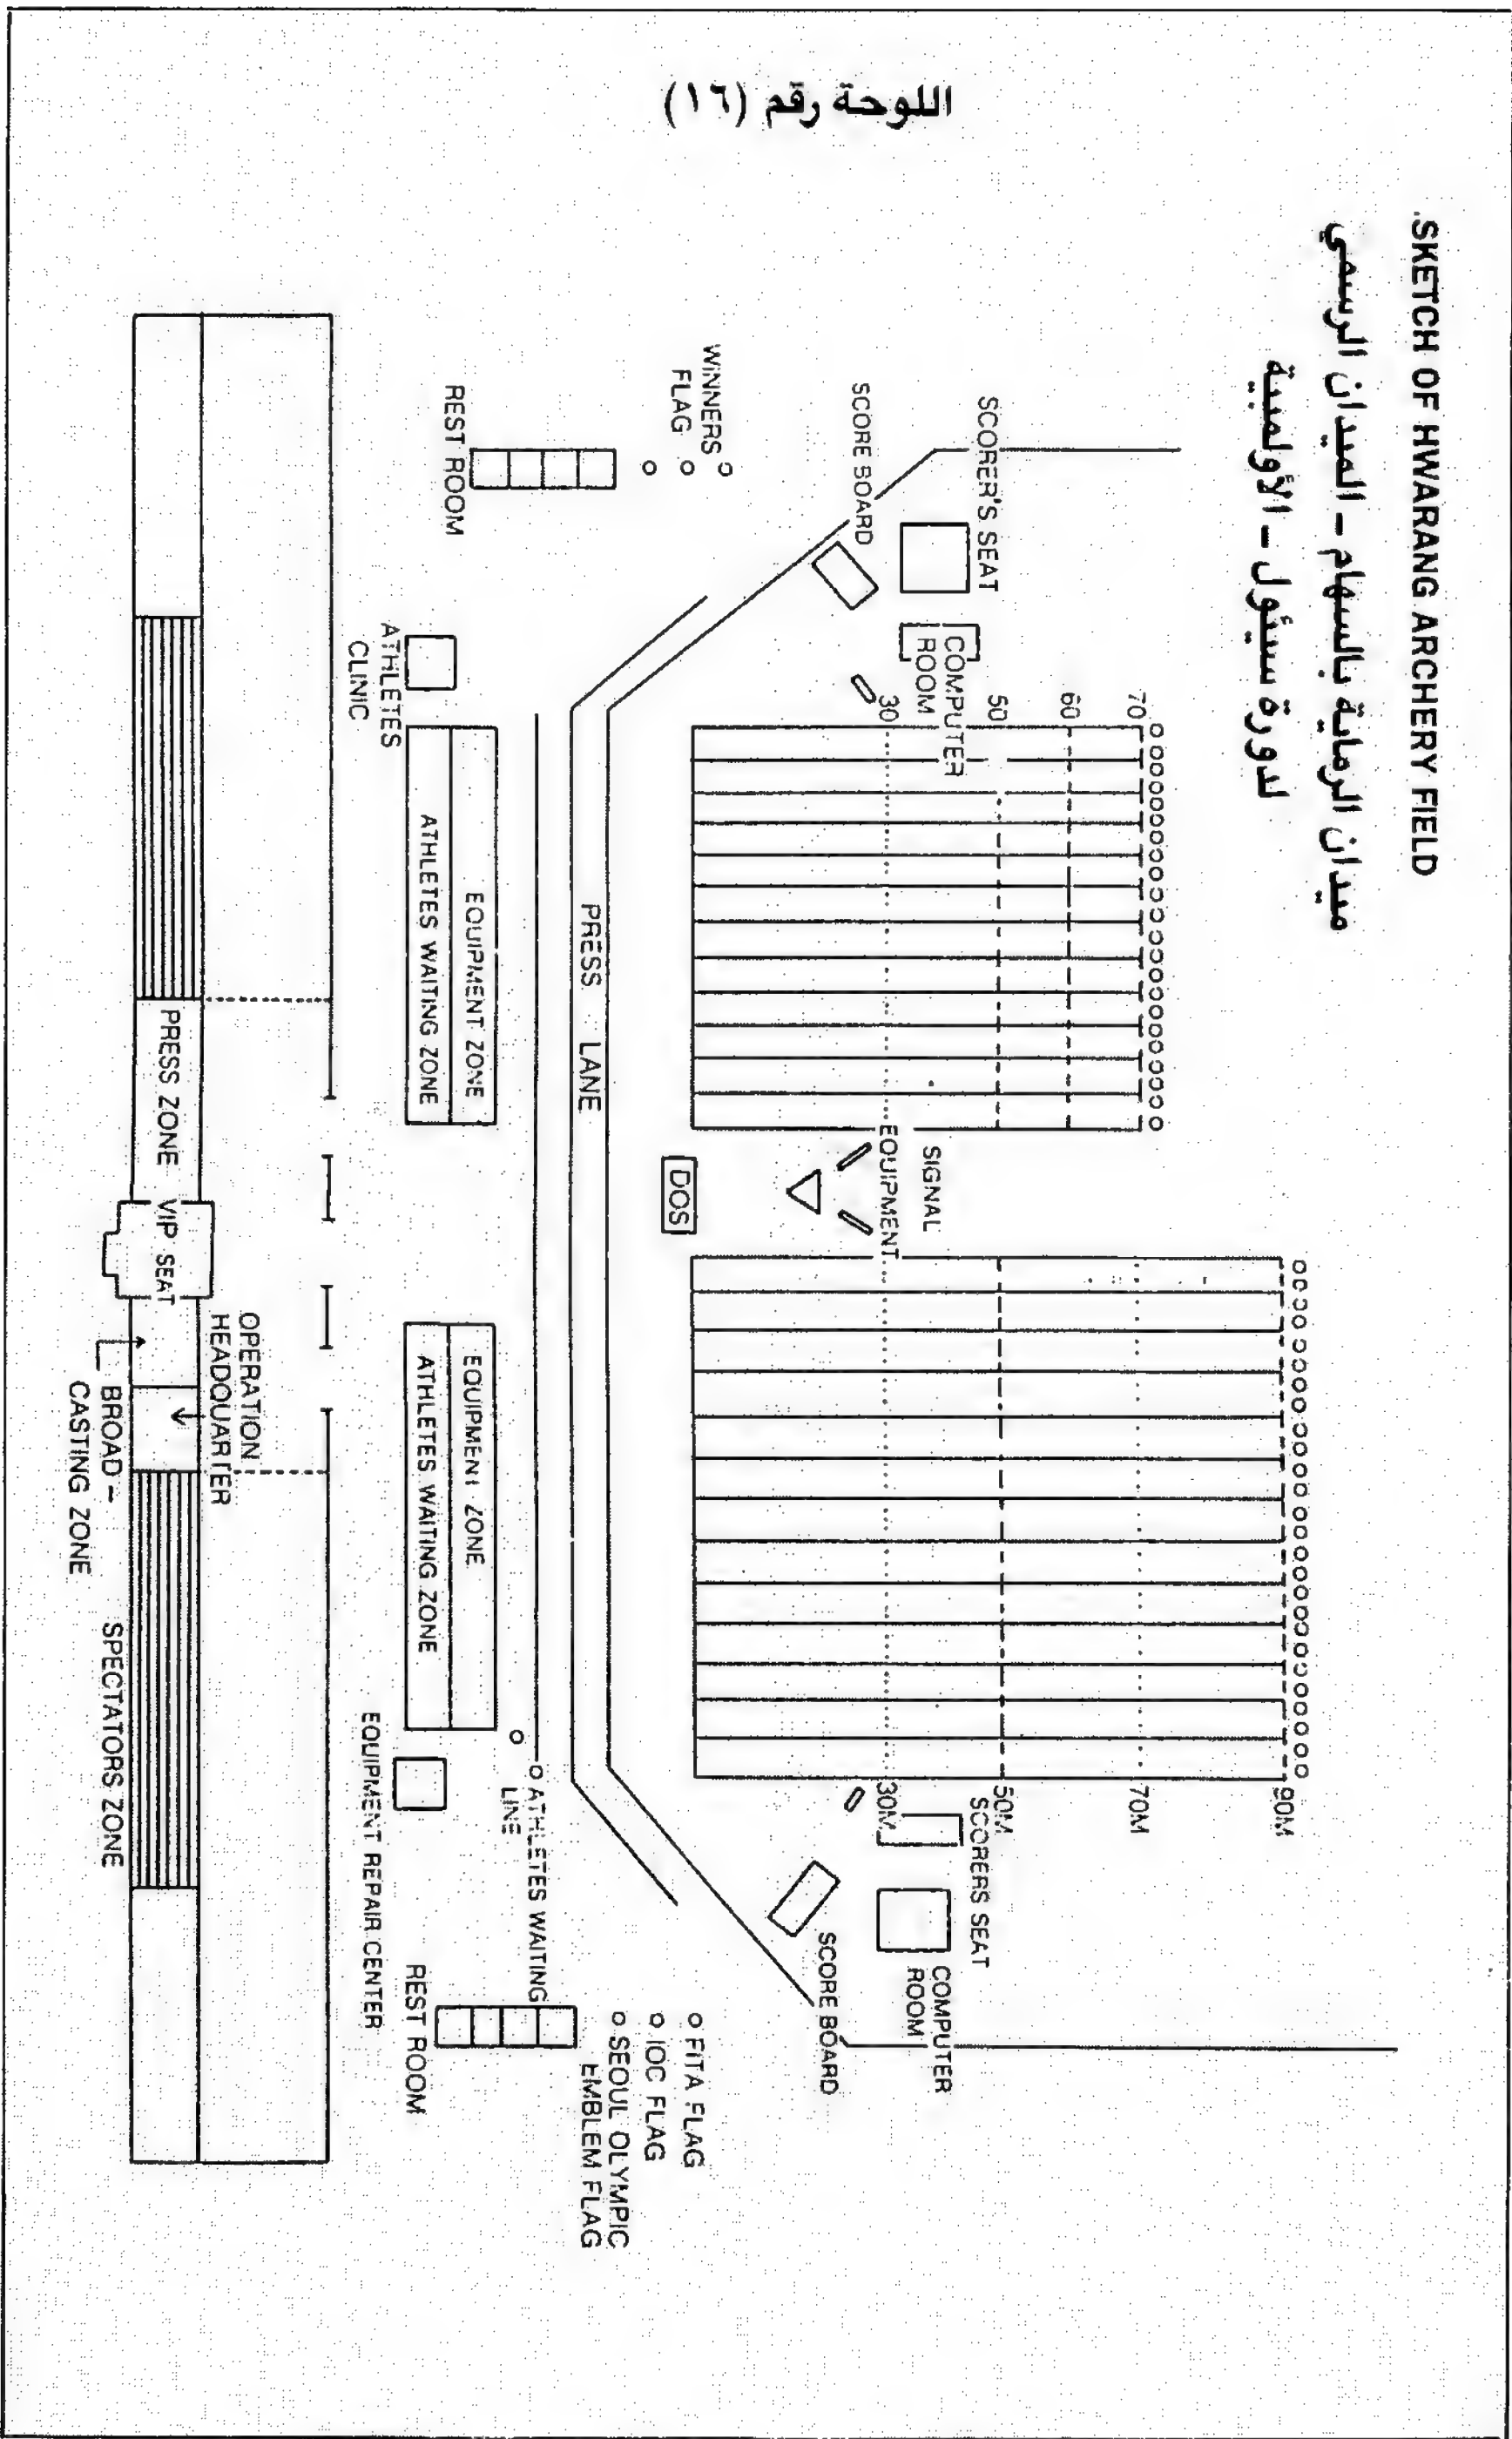 اللوحة رقم (١٦)
SKETCH OF HWARANG ARCHERY FIELD
ميدان الرماية بالسهام - الميدان الرسمي
لدورة سيئول - الأولمبية
90M
70M
50M
30M
70
60
50
30
SCORER'S SEAT
COMPUTER
ROOM
SCORE BOARD
SIGNAL
EQUIPMENT
DOS
SCORERS SEAT
COMPUTER
ROOM
SCORE BOARD
WINNERS
FLAG
FITA FLAG
IOC FLAG
SEOUL OLYMPIC
EMBLEM FLAG
PRESS LANE
ATHLETES WAITING
LINE
REST ROOM
EQUIPMENT ZONE
ATHLETES WAITING ZONE
EQUIPMENT ZONE
ATHLETES WAITING ZONE
REST ROOM
ATHLETES
CLINIC
EQUIPMENT REPAIR CENTER
OPERATION
HEADQUARTER
PRESS ZONE
VIP SEAT
BROAD -
CASTING ZONE
SPECTATORS ZONE